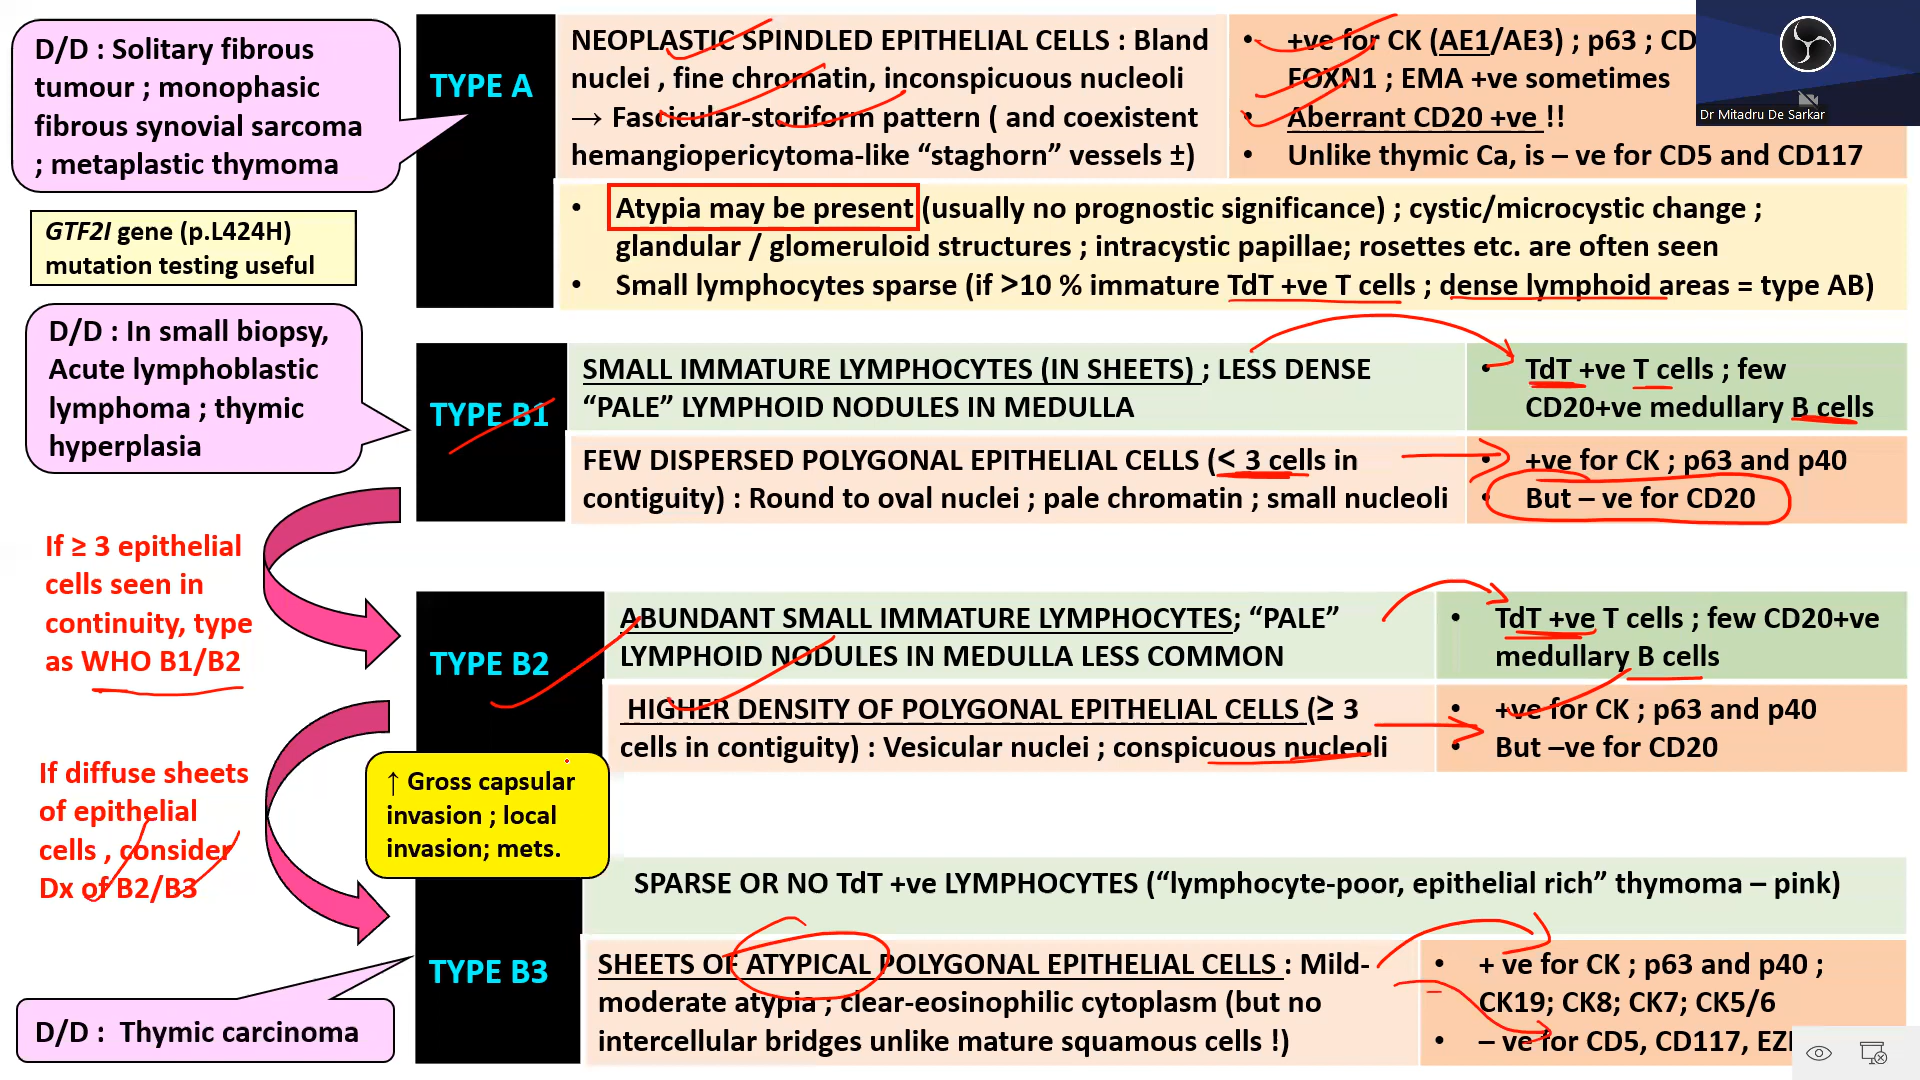 D/D : Solitary fibrous
tumour ; monophasic
fibrous synovial sarcoma
; metaplastic thymoma
GTF2I gene (p.L424H)
mutation testing useful
D/D : In small biopsy,
Acute lymphoblastic
lymphoma ; thymic
hyperplasia
If ≥ 3 epithelial
cells seen in
continuity, type
as WHO B1/B2
If diffuse sheets
of epithelial
cells , consider
Dx of B2/B3
D/D : Thymic carcinoma
TYPE A
NEOPLASTIC SPINDLED EPITHELIAL CELLS : Bland
nuclei , fine chromatin, inconspicuous nucleoli
→ Fascicular-storiform pattern ( and coexistent
hemangiopericytoma-like “staghorn” vessels ±)
• +ve for CK (AE1/AE3) ; p63 ; CD
FOXN1 ; EMA +ve sometimes
• Aberrant CD20 +ve !!
• Unlike thymic Ca, is – ve for CD5 and CD117
Dr Mitadru De Sarkar
• Atypia may be present (usually no prognostic significance) ; cystic/microcystic change ;
glandular / glomeruloid structures ; intracystic papillae; rosettes etc. are often seen
• Small lymphocytes sparse (if >10 % immature TdT +ve T cells ; dense lymphoid areas = type AB)
TYPE B1
SMALL IMMATURE LYMPHOCYTES (IN SHEETS) ; LESS DENSE
“PALE” LYMPHOID NODULES IN MEDULLA
• TdT +ve T cells ; few
CD20+ve medullary B cells
FEW DISPERSED POLYGONAL EPITHELIAL CELLS (< 3 cells in
contiguity) : Round to oval nuclei ; pale chromatin ; small nucleoli
• +ve for CK ; p63 and p40
• But – ve for CD20
TYPE B2
ABUNDANT SMALL IMMATURE LYMPHOCYTES; “PALE”
LYMPHOID NODULES IN MEDULLA LESS COMMON
• TdT +ve T cells ; few CD20+ve
medullary B cells
HIGHER DENSITY OF POLYGONAL EPITHELIAL CELLS (≥ 3
cells in contiguity) : Vesicular nuclei ; conspicuous nucleoli
• +ve for CK ; p63 and p40
• But –ve for CD20
↑ Gross capsular
invasion ; local
invasion; mets.
TYPE B3
SPARSE OR NO TdT +ve LYMPHOCYTES (“lymphocyte-poor, epithelial rich” thymoma – pink)
SHEETS OF ATYPICAL POLYGONAL EPITHELIAL CELLS : Mild-
moderate atypia ; clear-eosinophilic cytoplasm (but no
intercellular bridges unlike mature squamous cells !)
• + ve for CK ; p63 and p40 ;
CK19; CK8; CK7; CK5/6
• – ve for CD5, CD117,